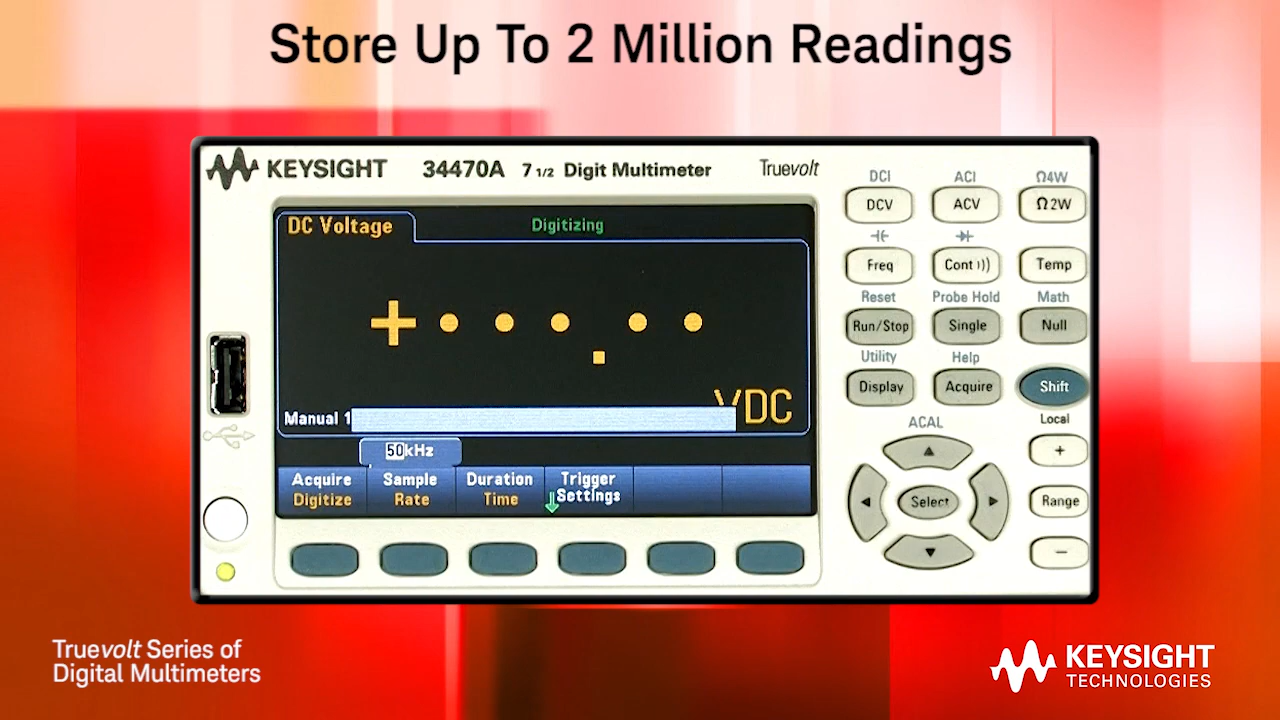 Store Up To 2 Million Readings
KEYSIGHT 34470A 7 1/2 Digit Multimeter Truevolt
DC Voltage Digitizing
VDC
Manual 1
50kHz
Acquire Sample Duration Trigger
Digitize Rate Time Settings
DCI ACI Ω4W
DCV ACV Ω2W
Freq Cont Temp
Reset Probe Hold Math
Run/Stop Single Null
Utility Help
Display Acquire Shift
ACAL Local
+
Select Range
−
Truevolt Series of
Digital Multimeters
KEYSIGHT
TECHNOLOGIES